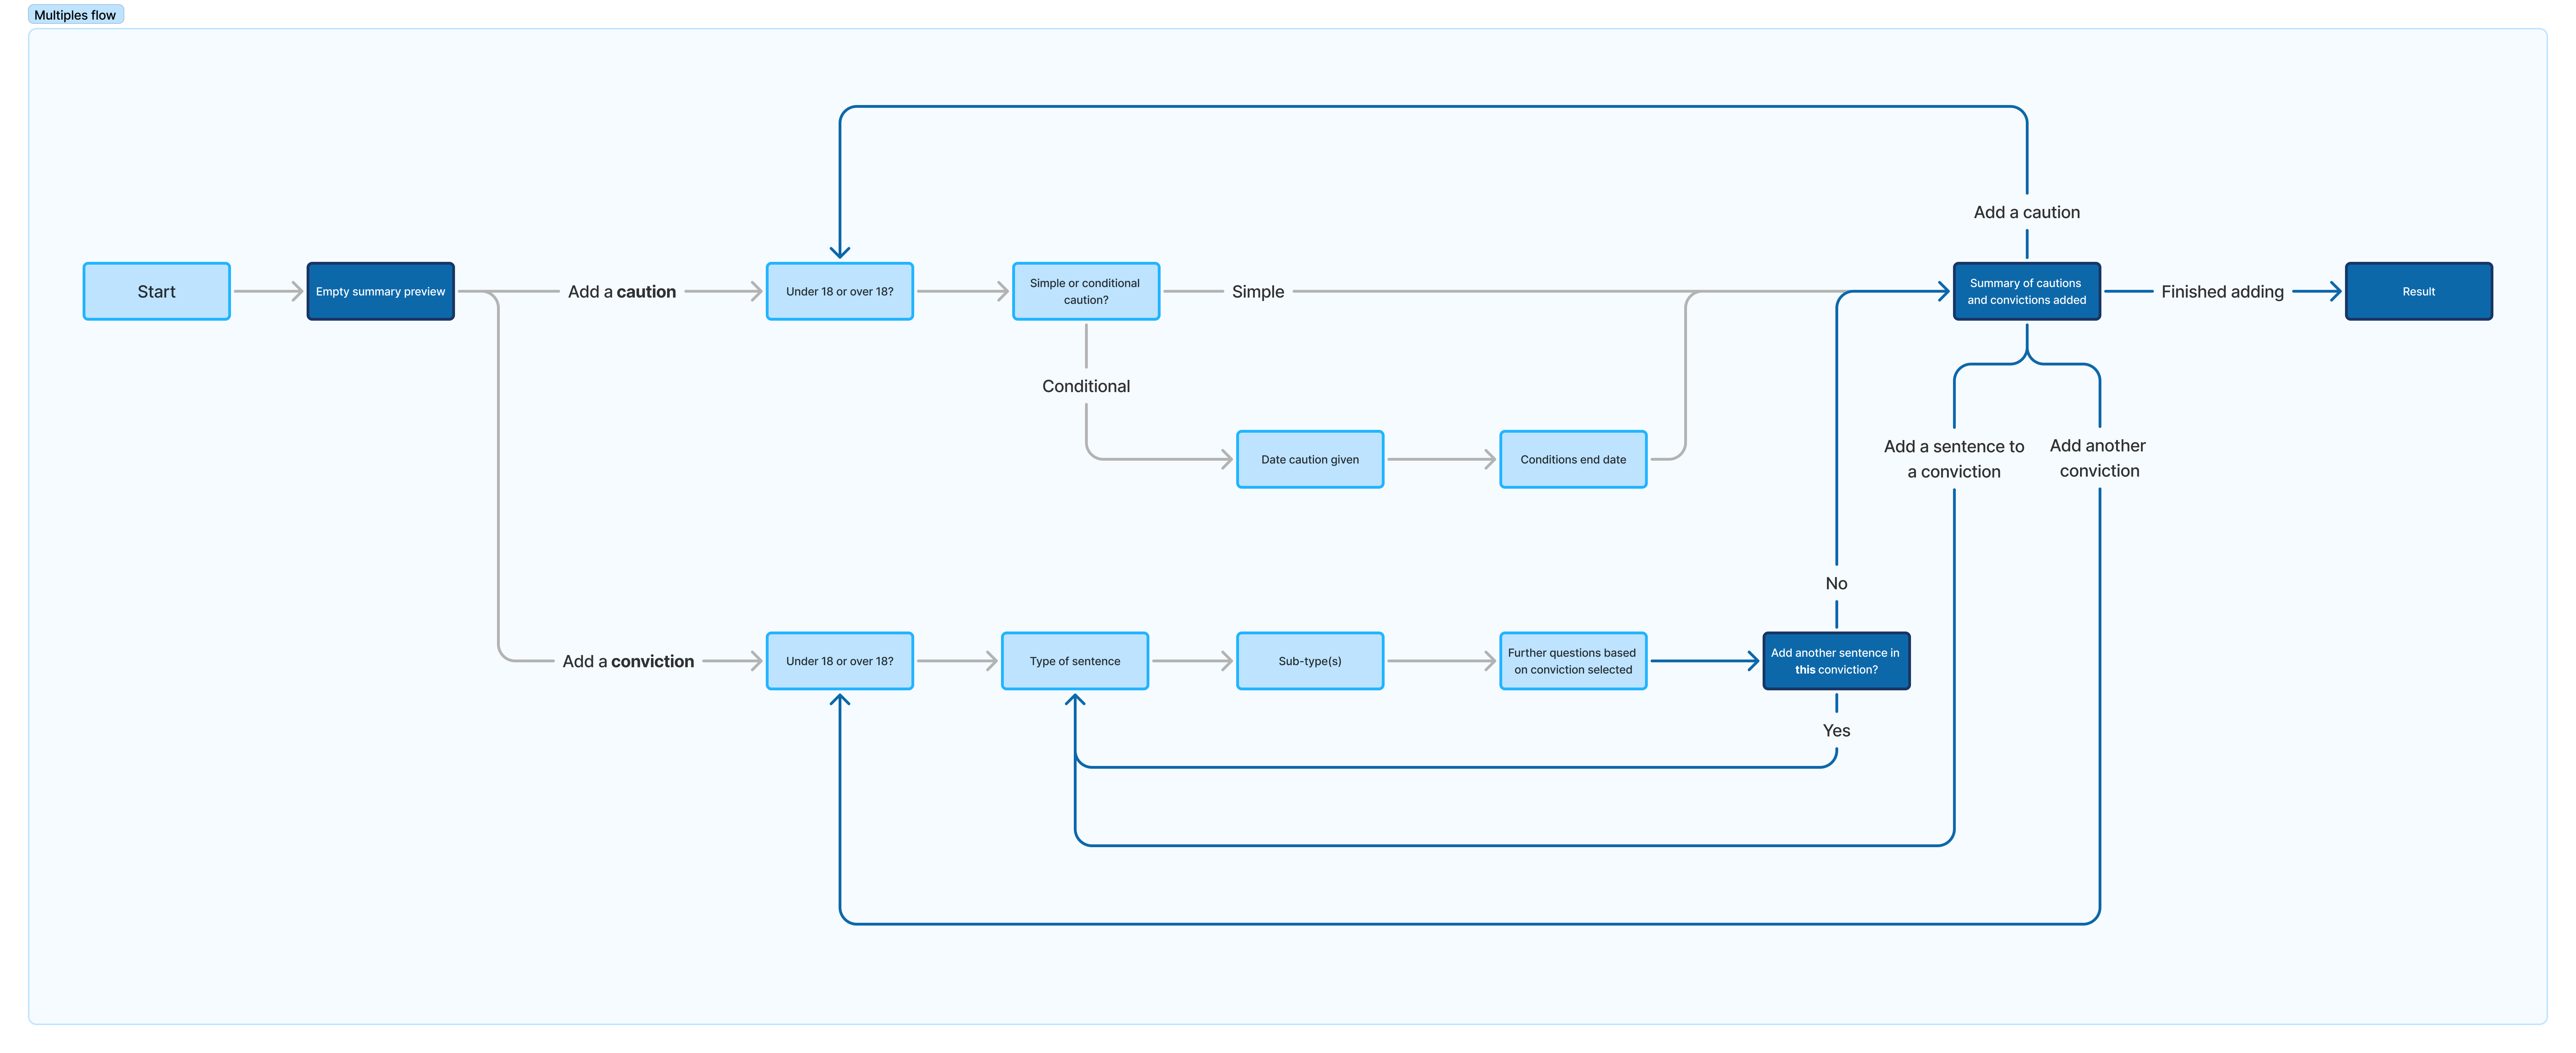 Multiples flow
Add a caution
Start
Empty summary preview
Add a caution
Under 18 or over 18?
Simple or conditional
caution?
Simple
Summary of cautions
and convictions added
Finished adding
Result
Conditional
Date caution given
Conditions end date
Add a sentence to
a conviction
Add another
conviction
No
Add a conviction
Under 18 or over 18?
Type of sentence
Sub-type(s)
Further questions based
on conviction selected
Add another sentence in
this conviction?
Yes